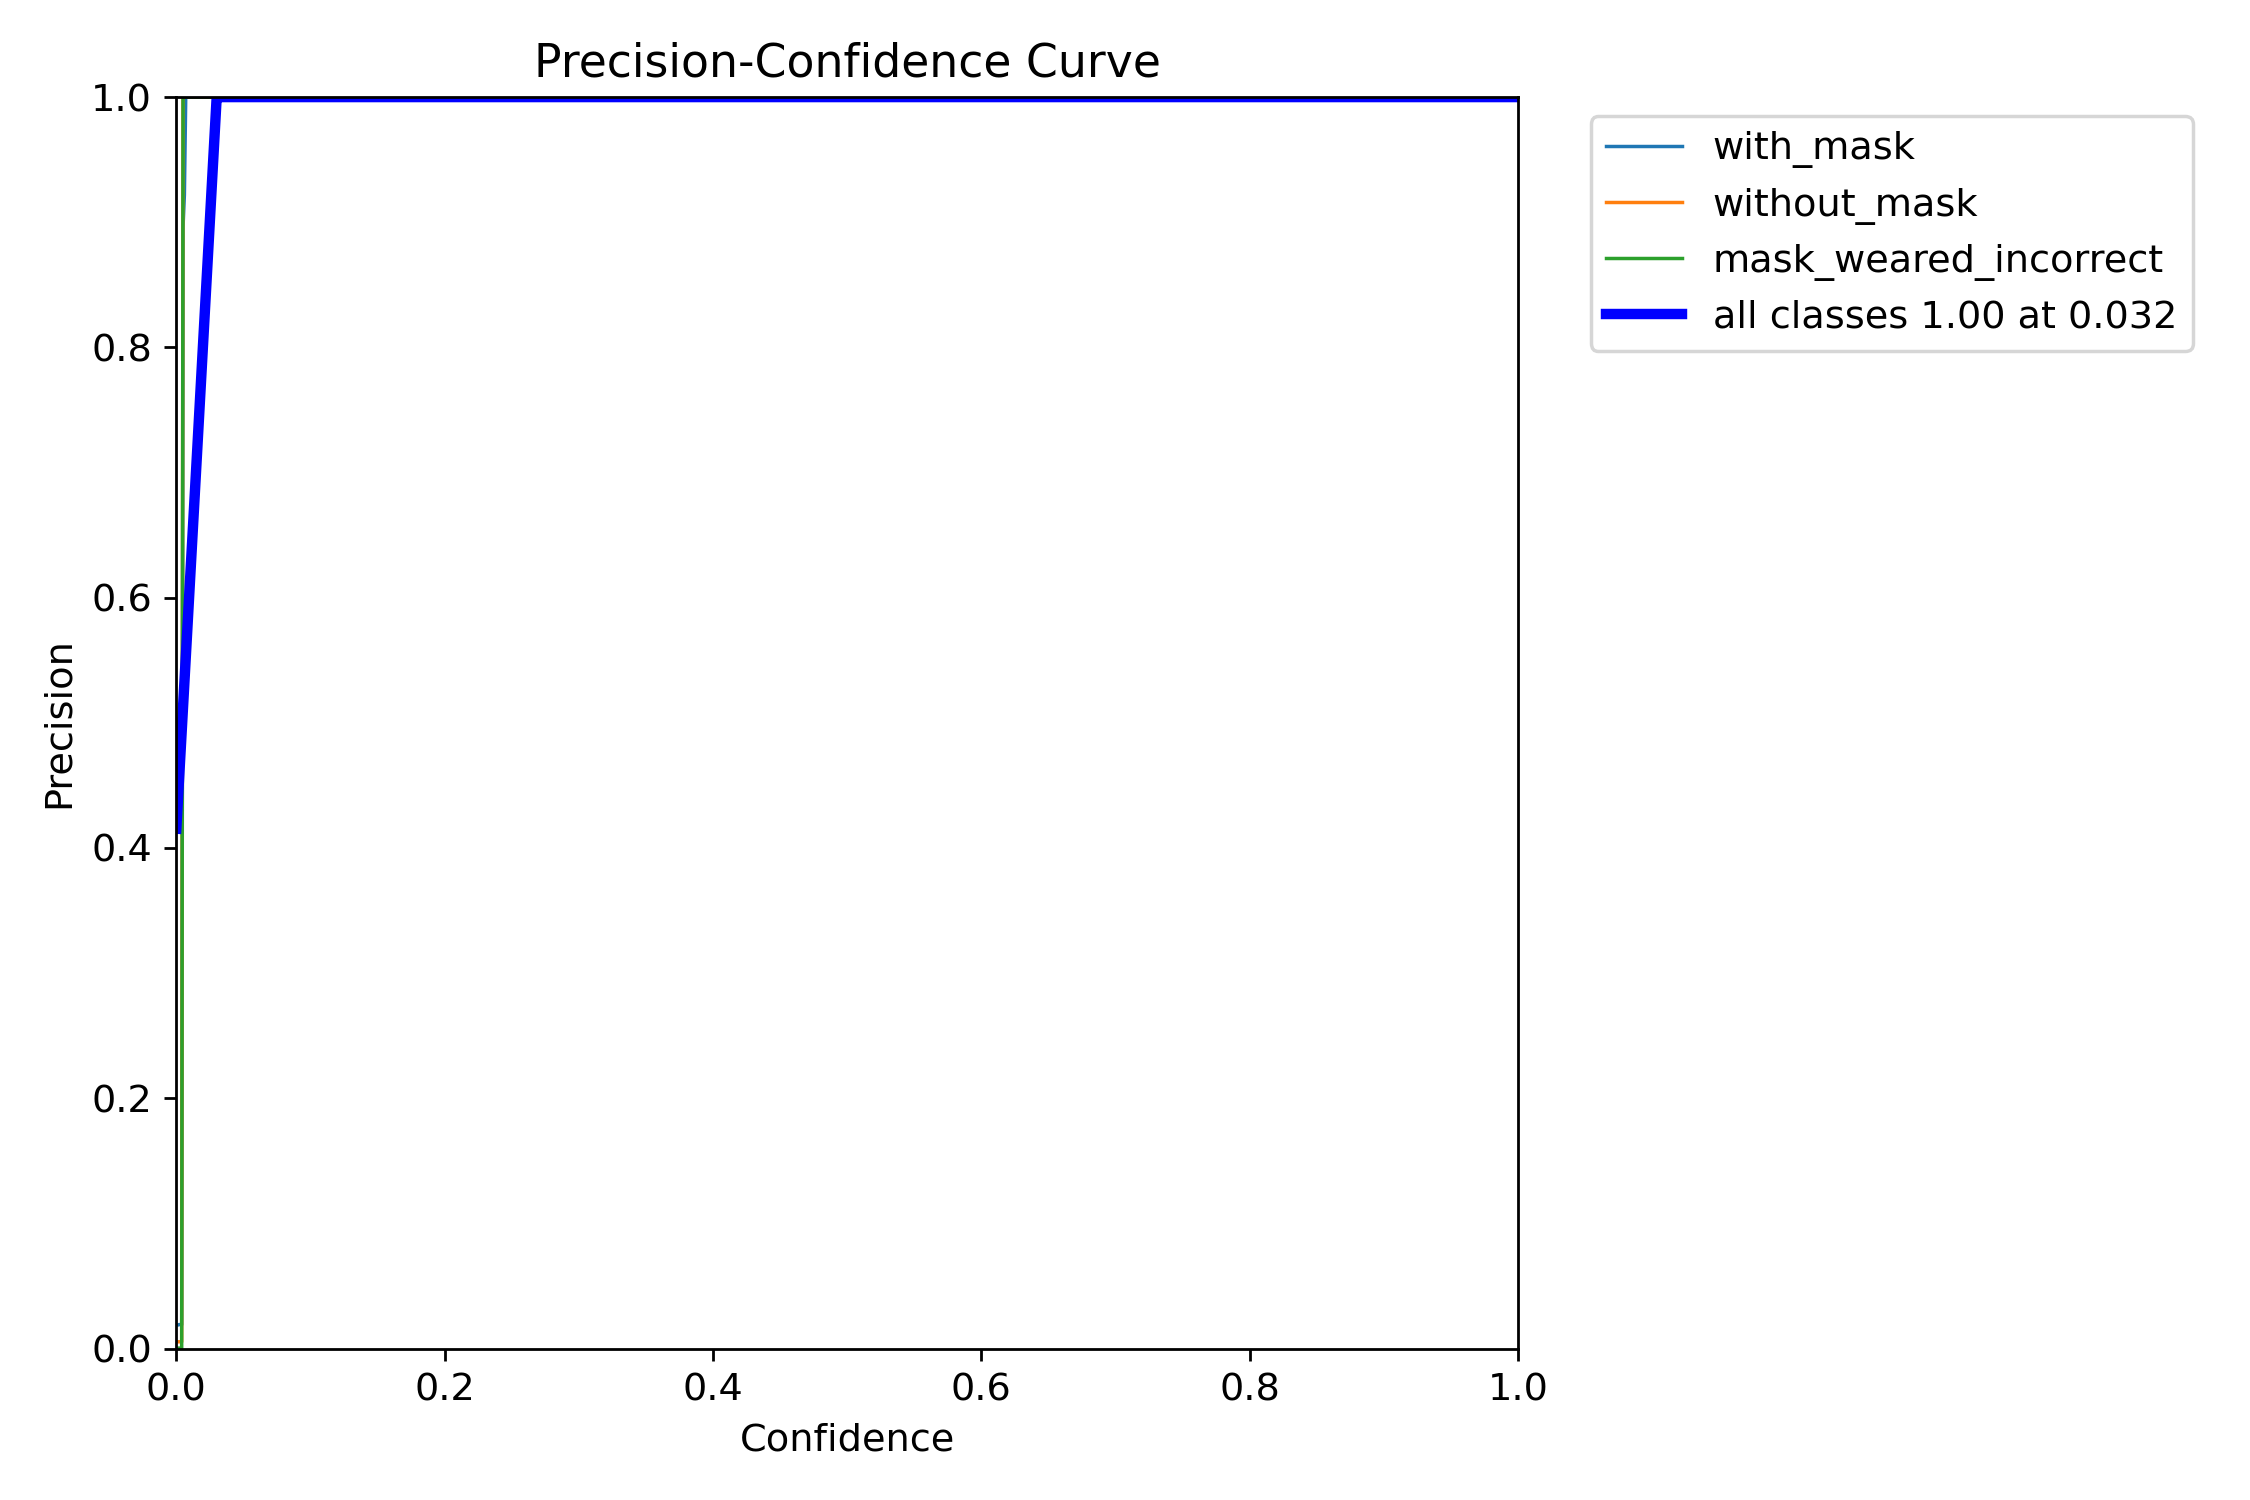 Precision-Confidence Curve
1.0
0.8
0.6
0.4
0.2
0.0
Precision
0.0 0.2 0.4 0.6 0.8 1.0
Confidence
with_mask
without_mask
mask_weared_incorrect
all classes 1.00 at 0.032